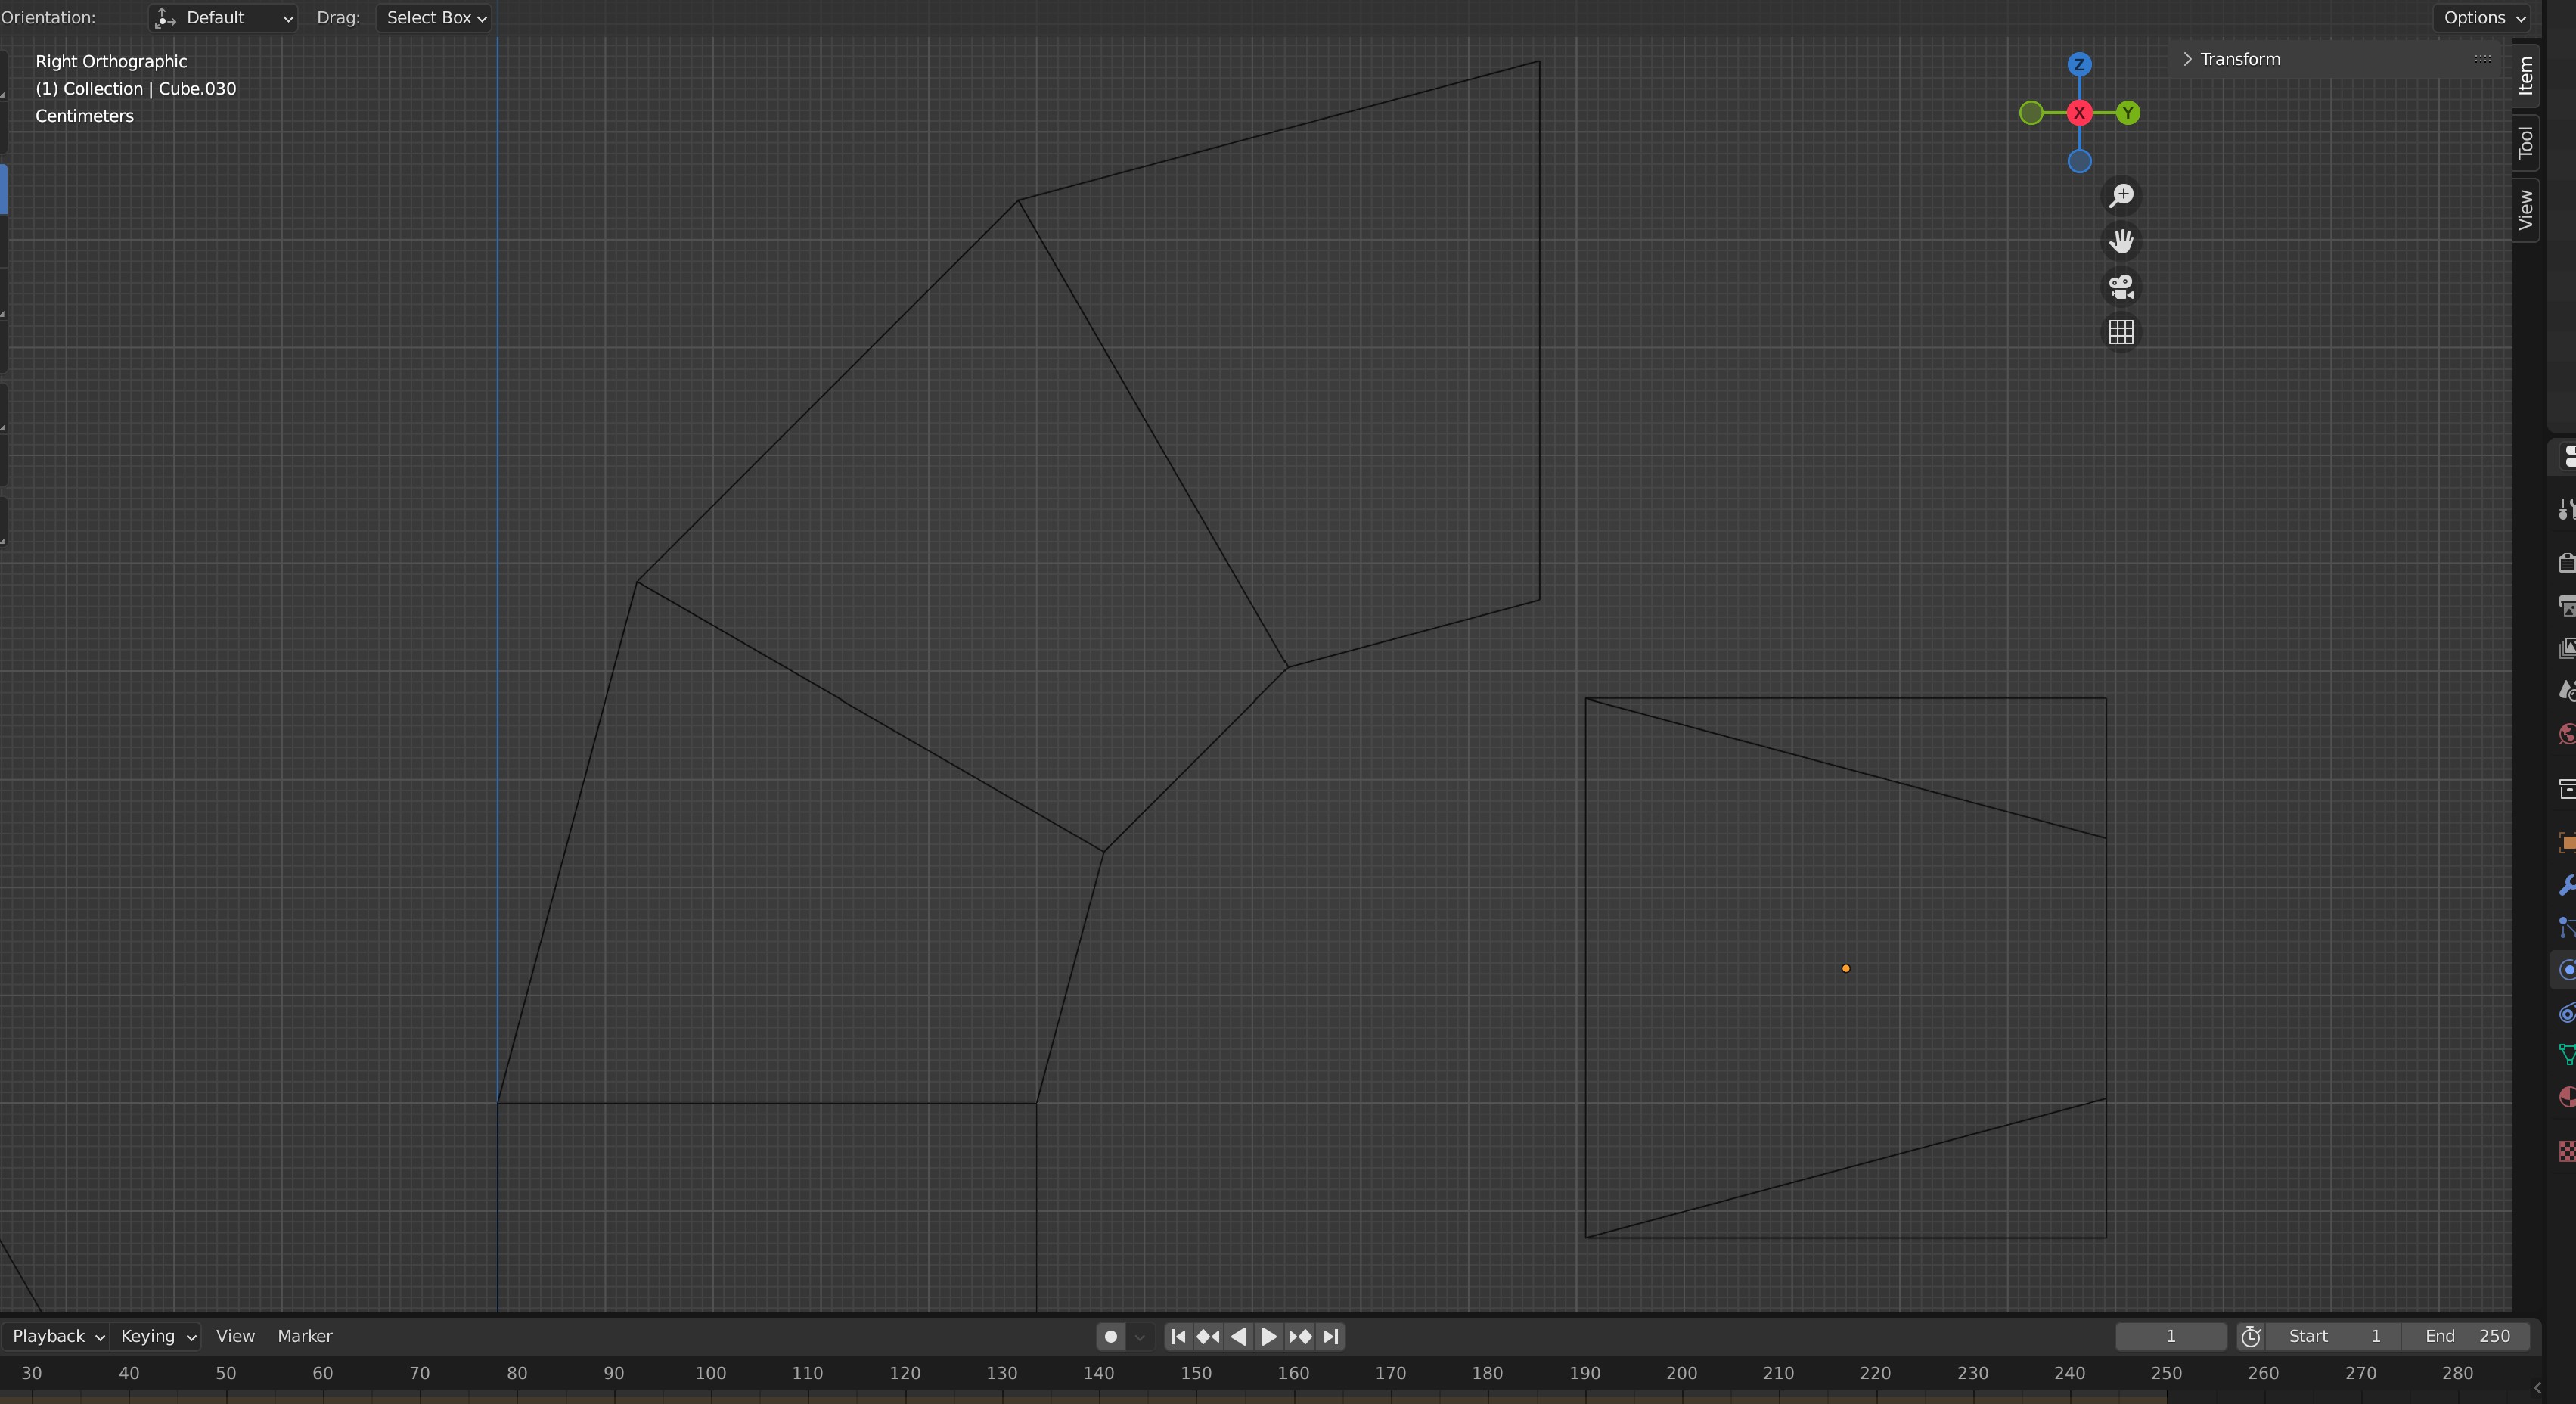 Orientation: Default Drag: Select Box Options
Right Orthographic
(1) Collection | Cube.030
Centimeters
Z
X Y
Transform
Item
Tool
View
Playback Keying View Marker 1 Start 1 End 250
30 40 50 60 70 80 90 100 110 120 130 140 150 160 170 180 190 200 210 220 230 240 250 260 270 280